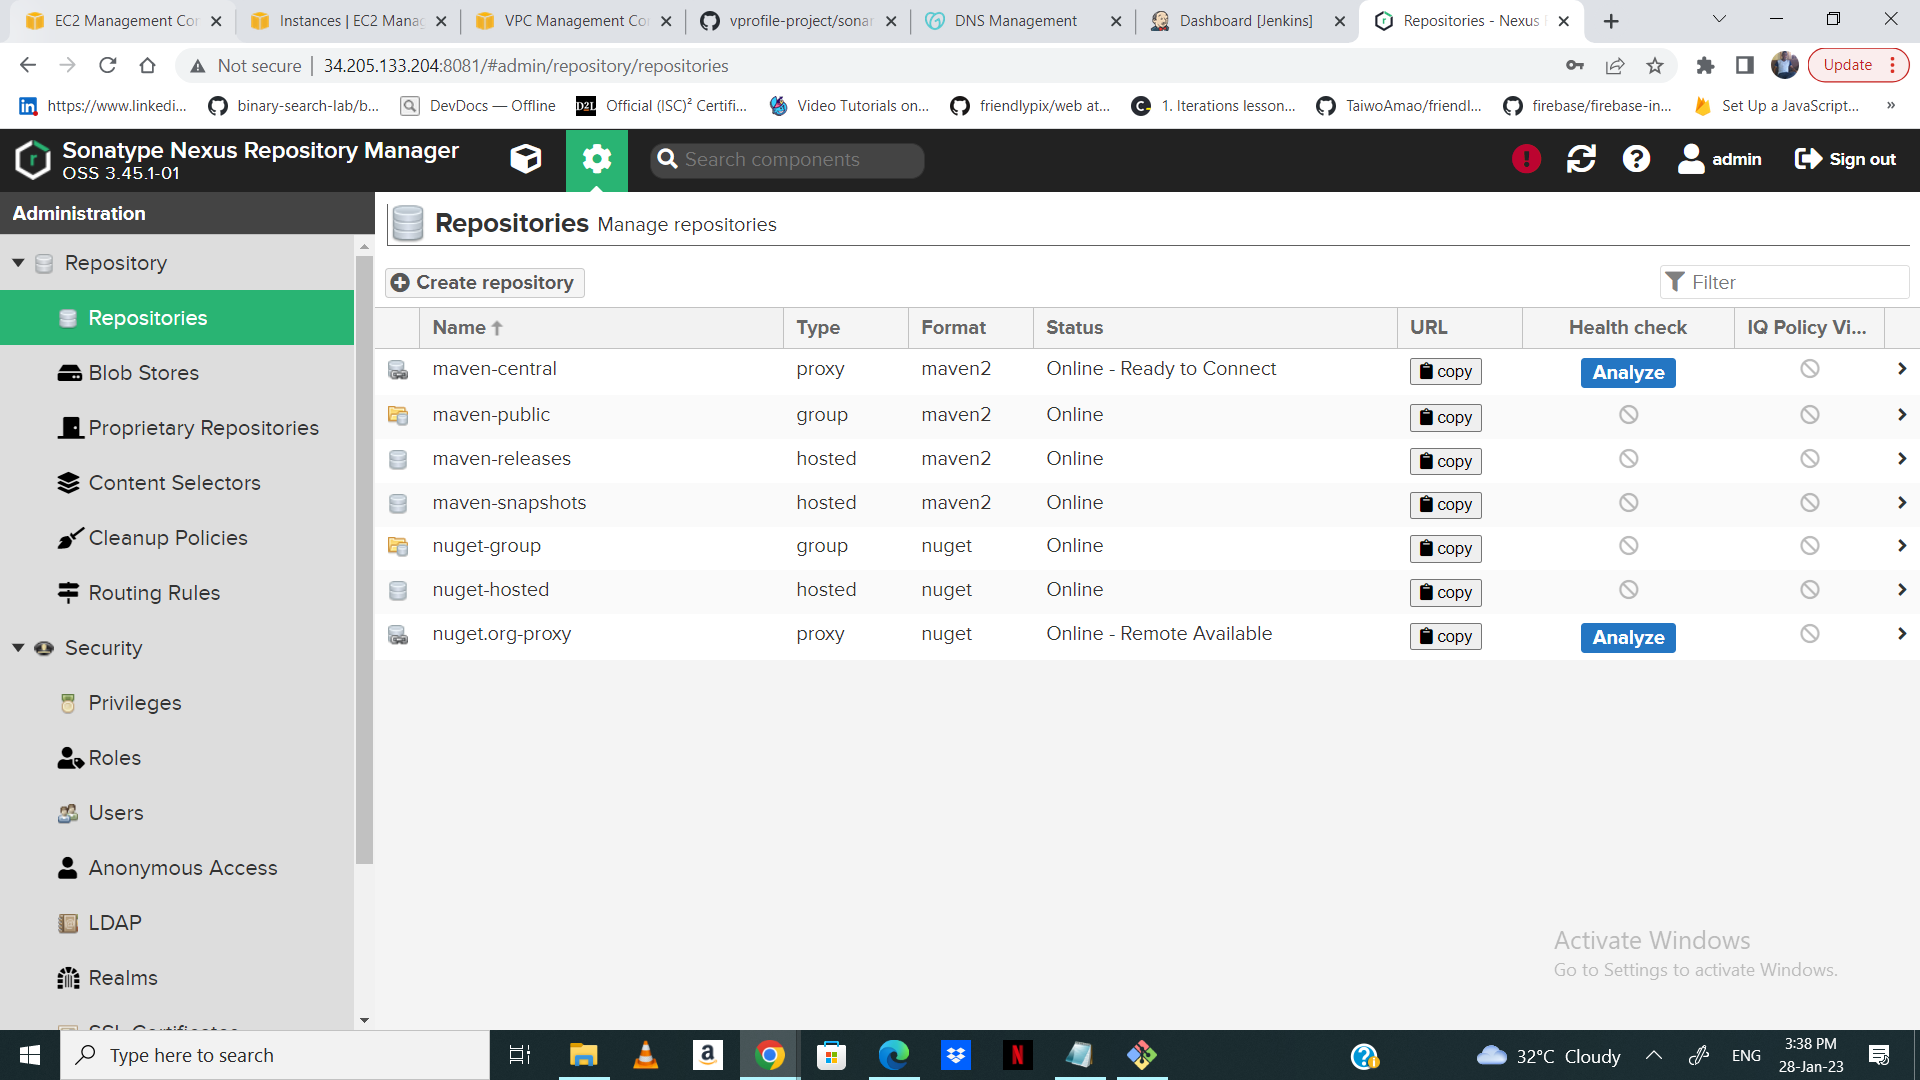 EC2 Management Con
Instances | EC2 Manag
VPC Management Co
vprofile-project/sonar
DNS Management
Dashboard [Jenkins]
Repositories - Nexus
Not secure
34.205.133.204:8081/#admin/repository/repositories
Update
https://www.linkedi...
binary-search-lab/b...
DevDocs — Offline
D2L
Official (ISC)² Certifi...
Video Tutorials on...
friendlypix/web at...
1. Iterations lesson...
TaiwoAmao/friendl...
firebase/firebase-in...
Set Up a JavaScript...
»
Sonatype Nexus Repository Manager
OSS 3.45.1-01
Search components
admin
Sign out
Administration
Repository
Repositories
Blob Stores
Proprietary Repositories
Content Selectors
Cleanup Policies
Routing Rules
Security
Privileges
Roles
Users
Anonymous Access
LDAP
Realms
SSL Certificates
Repositories Manage repositories
Create repository
Filter
Name Type Format Status URL Health check IQ Policy Vi...
maven-central proxy maven2 Online - Ready to Connect copy Analyze
maven-public group maven2 Online copy
maven-releases hosted maven2 Online copy
maven-snapshots hosted maven2 Online copy
nuget-group group nuget Online copy
nuget-hosted hosted nuget Online copy
nuget.org-proxy proxy nuget Online - Remote Available copy Analyze
Activate Windows
Go to Settings to activate Windows.
Type here to search
32°C Cloudy
ENG
3:38 PM
28-Jan-23